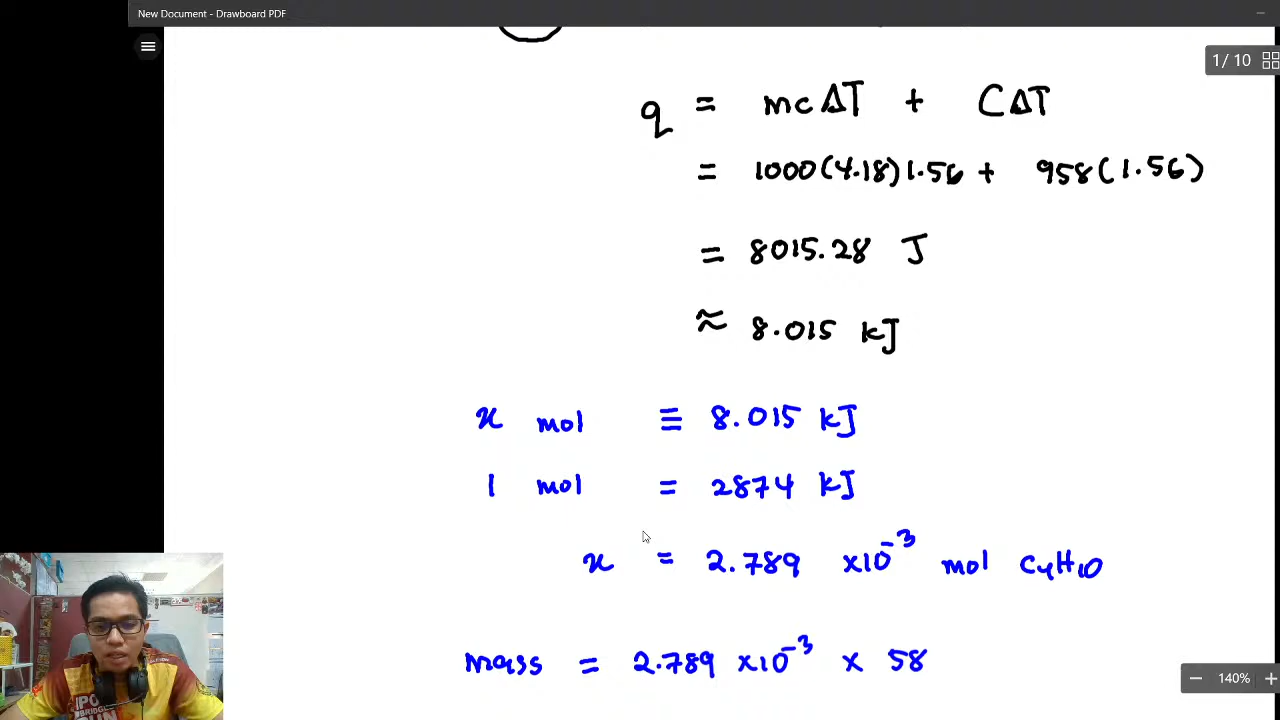 New Document - Drawboard PDF
1 / 10
q = mcΔT + CΔT
= 1000(4.18)1.56 + 958(1.56)
= 8015.28 J
≈ 8.015 kJ
x mol ≡ 8.015 kJ
1 mol = 2874 kJ
x = 2.789 x10⁻³ mol C₄H₁₀
mass = 2.789 x10⁻³ x 58
140%